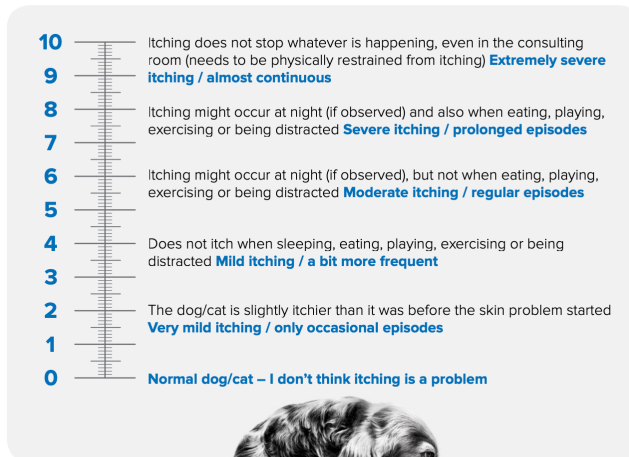 10 Itching does not stop whatever is happening, even in the consulting
room (needs to be physically restrained from itching) Extremely severe
9 itching / almost continuous
8 Itching might occur at night (if observed) and also when eating, playing,
exercising or being distracted Severe itching / prolonged episodes
7
6 Itching might occur at night (if observed), but not when eating, playing,
exercising or being distracted Moderate itching / regular episodes
5
4 Does not itch when sleeping, eating, playing, exercising or being
distracted Mild itching / a bit more frequent
3
2 The dog/cat is slightly itchier than it was before the skin problem started
Very mild itching / only occasional episodes
1
0 Normal dog/cat – I don't think itching is a problem